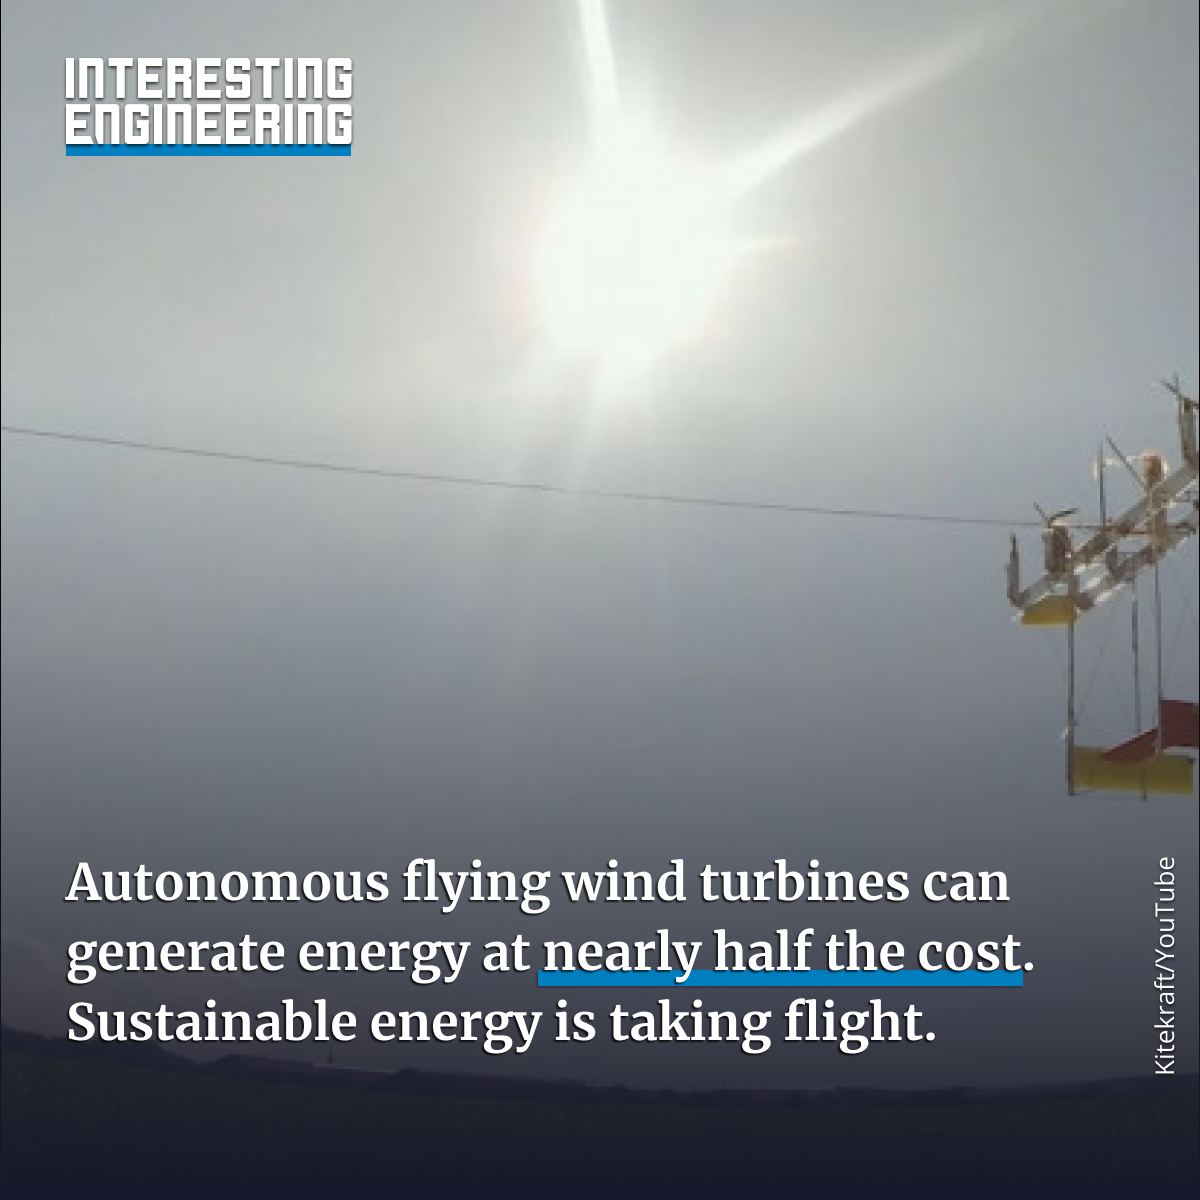 INTERESTING
ENGINEERING
Autonomous flying wind turbines can
generate energy at nearly half the cost.
Sustainable energy is taking flight.
Kitekraft/YouTube